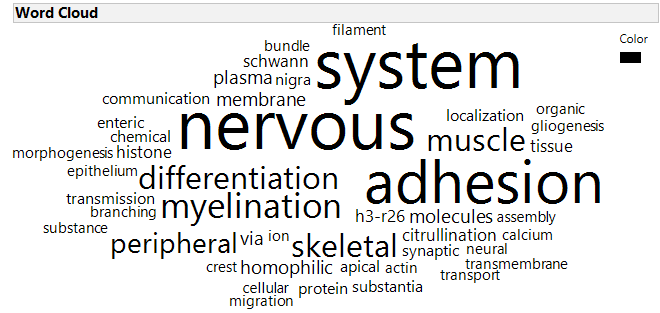 Word Cloud
filament
Color
bundle
system
schwann
plasma nigra
communication membrane
organic
localization
enteric
nervous
gliogenesis
chemical
muscle
tissue
morphogenesis histone
epithelium
differentiation
adhesion
transmission
myelination
branching
h3-r26 molecules assembly
substance
peripheral via ion skeletal citrullination calcium
synaptic neural
crest homophilic apical actin transmembrane
transport
cellular protein substantia
migration